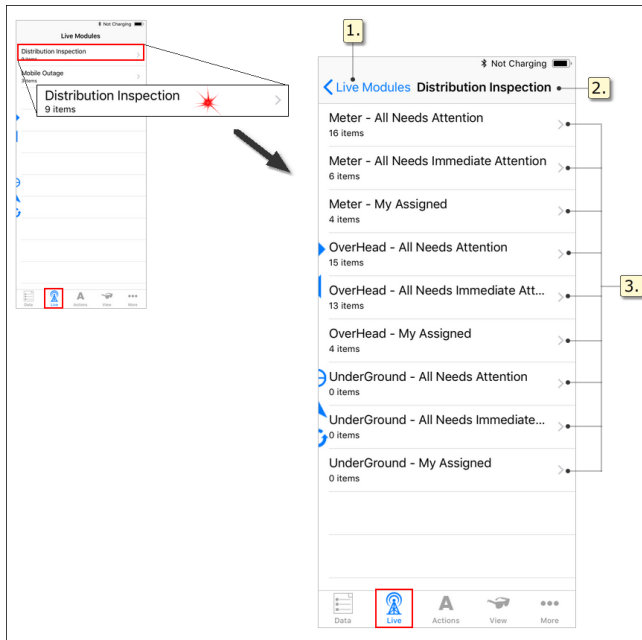 Not Charging
Live Modules
Distribution Inspection
9 items
Mobile Outage
Distribution Inspection
9 items
Data
Live
Actions
View
More
1.
Not Charging
Live Modules Distribution Inspection
2.
Meter - All Needs Attention
16 items
Meter - All Needs Immediate Attention
6 items
Meter - My Assigned
4 items
OverHead - All Needs Attention
15 items
OverHead - All Needs Immediate Att...
13 items
3.
OverHead - My Assigned
4 items
UnderGround - All Needs Attention
0 items
UnderGround - All Needs Immediate...
0 items
UnderGround - My Assigned
0 items
Data
Live
A
Actions
View
More